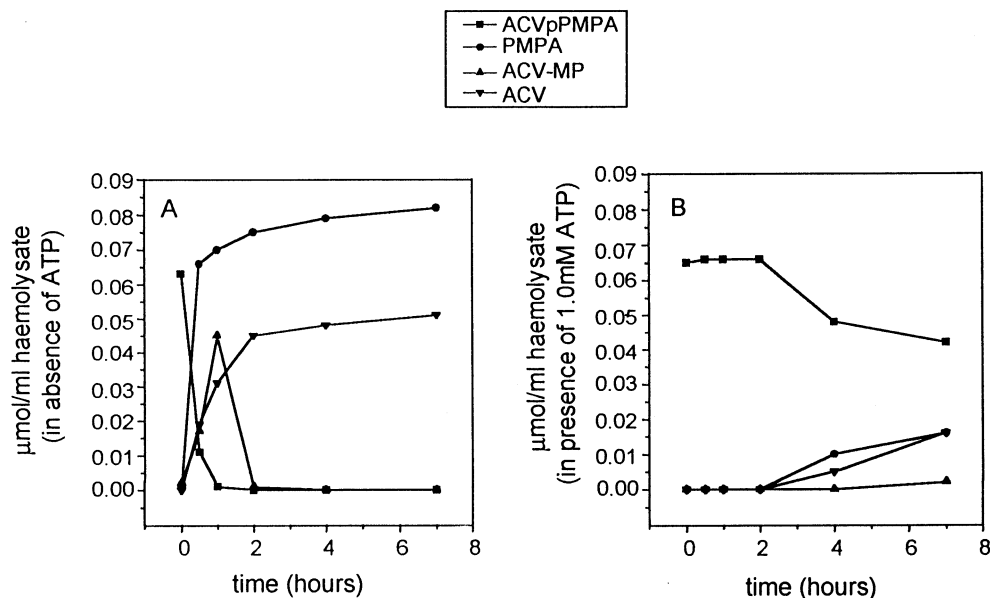 ACVpPMPA
PMPA
ACV-MP
ACV
A
0.09
0.08
0.07
0.06
0.05
0.04
0.03
0.02
0.01
0.00
0 2 4 6 8
time (hours)
µmol/ml haemolysate
(in absence of ATP)
B
0.09
0.08
0.07
0.06
0.05
0.04
0.03
0.02
0.01
0.00
0 2 4 6 8
time (hours)
µmol/ml haemolysate
(in presence of 1.0mM ATP)